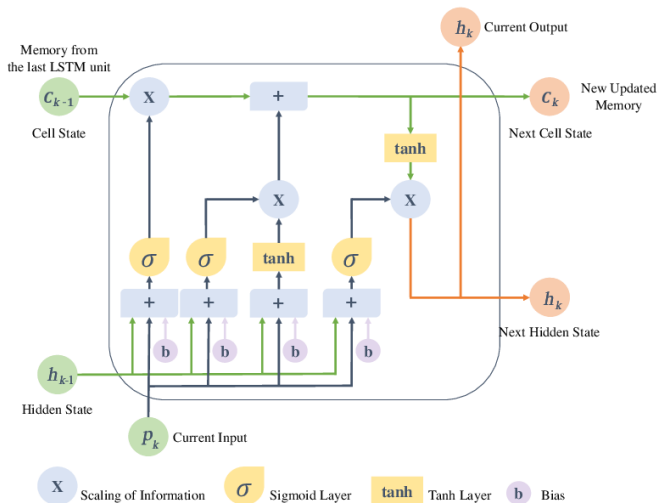 h_k Current Output
Memory from
the last LSTM unit
C_{k-1} X + C_k New Updated
Memory
Cell State Next Cell State
tanh
X X
σ σ tanh σ
+ + + +
h_k
Next Hidden State
b b b b
h_{k-1}
Hidden State
p_k Current Input
X Scaling of Information σ Sigmoid Layer tanh Tanh Layer b Bias